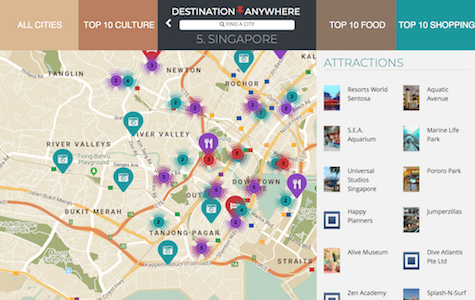 ALL CITIES
TOP 10 CULTURE
DESTINATION ANYWHERE
FIND A CITY
5. SINGAPORE
TOP 10 FOOD
TOP 10 SHOPPING
TANGLIN
NEWTON
ROCHOR
RIVER VALLEY
RIVER VALLEYS
Tiong Bahru
Playground
BUKIT MERAH
DOWNTOWN
TANJONG PAGAR
ATTRACTIONS
Resorts World
Sentosa
Aquatic
Avenue
S.E.A.
Aquarium
Marine Life
Park
Universal
Studios
Singapore
Pororo Park
Happy
Planners
Jumperzillas
Alive Museum
Dive Atlantis
Pte Ltd
Zen Academy
Splash-N-Surf